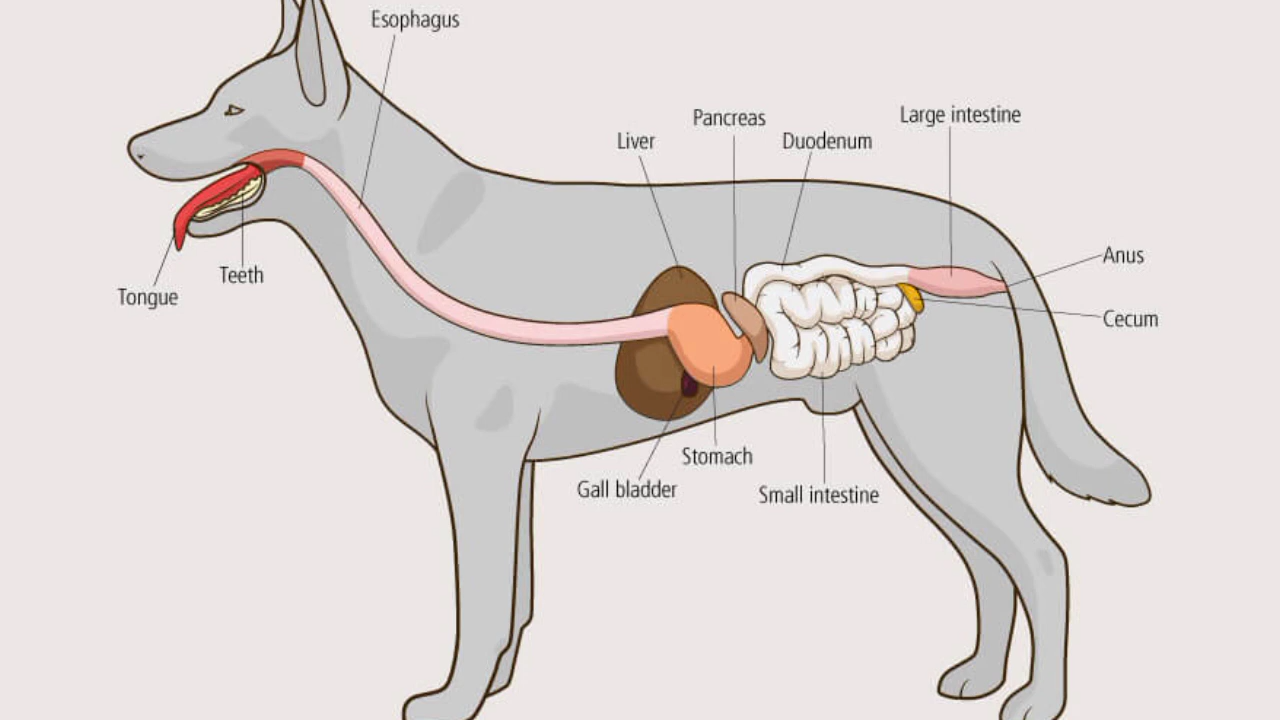 Esophagus
Large intestine
Pancreas
Liver
Duodenum
Anus
Teeth
Tongue
Cecum
Stomach
Gall bladder
Small intestine